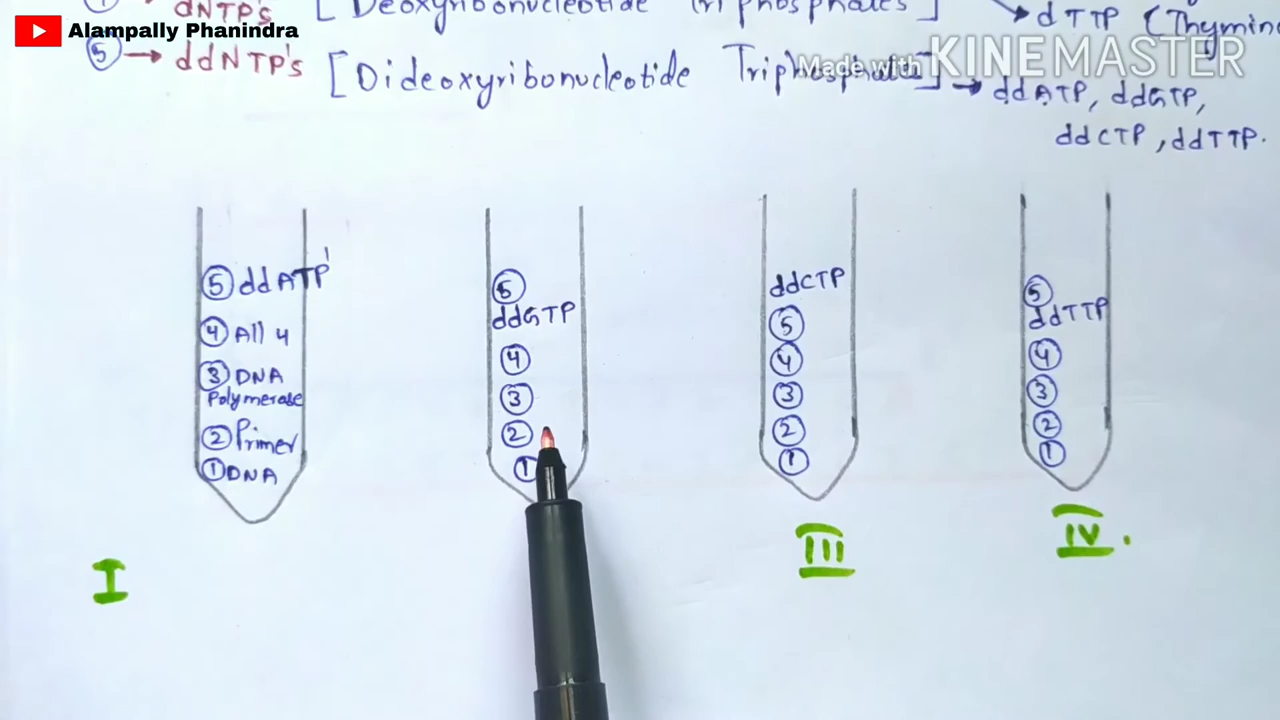 dNTP's [Deoxyribonucleotide Triphosphates] → dTTP (Thymine
Alampally Phanindra
Made with KINEMASTER
5 → ddNTP's [Dideoxyribonucleotide Triphosphate] → ddATP, ddGTP,
ddCTP, ddTTP.
5 ddATP'
4 All 4
3 DNA
Polymerase
2 Primer
1 DNA
I
5
ddGTP
4
3
2
1
ddCTP
5
4
3
2
1
III
5
ddTTP
4
3
2
1
IV.